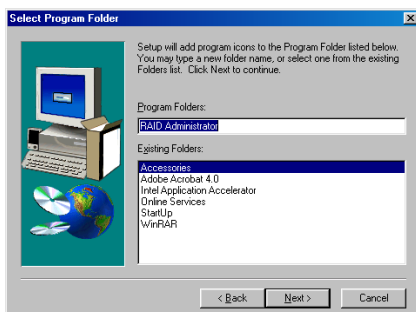 Select Program Folder
Setup will add program icons to the Program Folder listed below.
You may type a new folder name, or select one from the existing
Folders list. Click Next to continue.
Program Folders:
RAID Administrator
Existing Folders:
Accessories
Adobe Acrobat 4.0
Intel Application Accelerator
Online Services
StartUp
WinRAR
< Back
Next >
Cancel